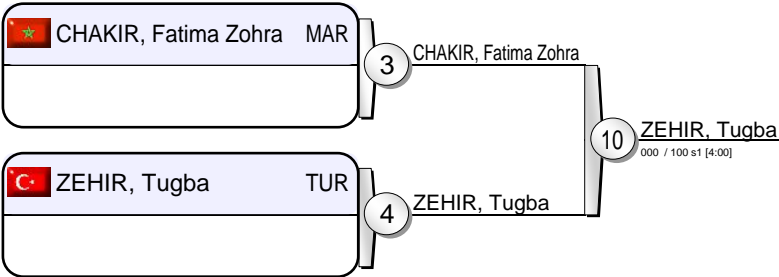 CHAKIR, Fatima Zohra MAR
3
CHAKIR, Fatima Zohra
10
ZEHIR, Tugba
000 / 100 s1 [4:00]
ZEHIR, Tugba TUR
4
ZEHIR, Tugba